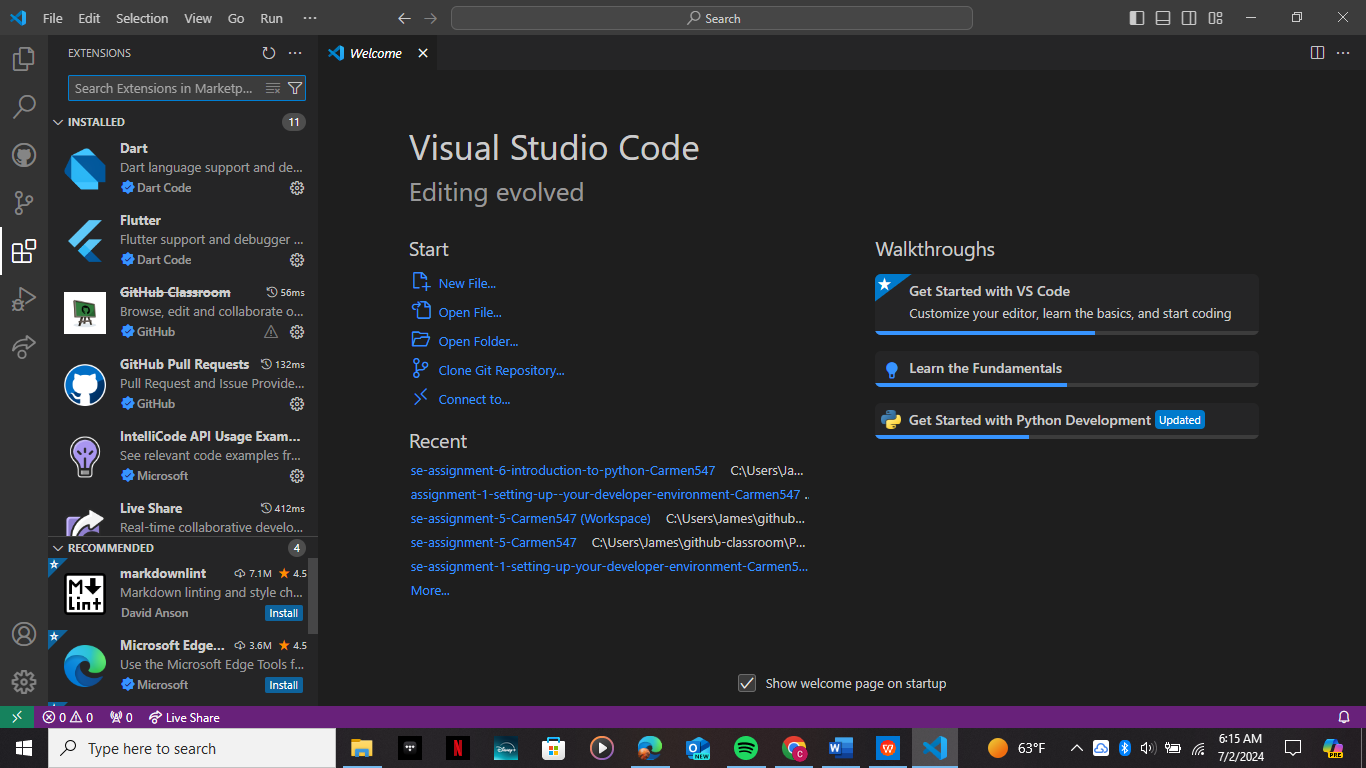 File Edit Selection View Go Run ...
Search
EXTENSIONS
Search Extensions in Marketp...
INSTALLED 11
Dart
Dart language support and de...
Dart Code
Flutter
Flutter support and debugger ...
Dart Code
GitHub Classroom 56ms
Browse, edit and collaborate o...
GitHub
GitHub Pull Requests 132ms
Pull Request and Issue Provide...
GitHub
IntelliCode API Usage Exam...
See relevant code examples fr...
Microsoft
Live Share 412ms
Real-time collaborative develo...
RECOMMENDED 4
markdownlint 7.1M 4.5
Markdown linting and style ch...
David Anson Install
Microsoft Edge... 3.6M 4.5
Use the Microsoft Edge Tools f...
Microsoft Install
Welcome
Visual Studio Code
Editing evolved
Start
New File...
Open File...
Open Folder...
Clone Git Repository...
Connect to...
Recent
se-assignment-6-introduction-to-python-Carmen547 C:\Users\Ja...
assignment-1-setting-up--your-developer-environment-Carmen547 ..
se-assignment-5-Carmen547 (Workspace) C:\Users\James\github...
se-assignment-5-Carmen547 C:\Users\James\github-classroom\P...
se-assignment-1-setting-up-your-developer-environment-Carmen5...
More...
Walkthroughs
Get Started with VS Code
Customize your editor, learn the basics, and start coding
Learn the Fundamentals
Get Started with Python Development Updated
Show welcome page on startup
0 0 0 Live Share
Type here to search
63°F
6:15 AM
7/2/2024